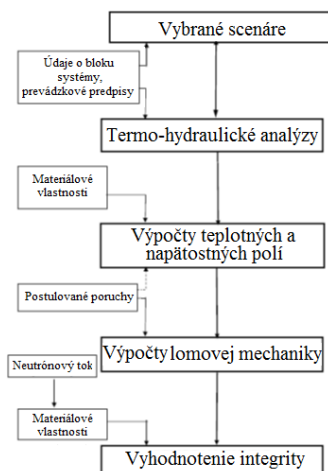 Vybrané scenáre
Údaje o bloku
systémy,
prevádzkové predpisy
Termo-hydraulické analýzy
Materiálové
vlastnosti
Výpočty teplotných a
napätostných polí
Postulované poruchy
Výpočty lomovej mechaniky
Neutrónový tok
Materiálové
vlastnosti
Vyhodnotenie integrity